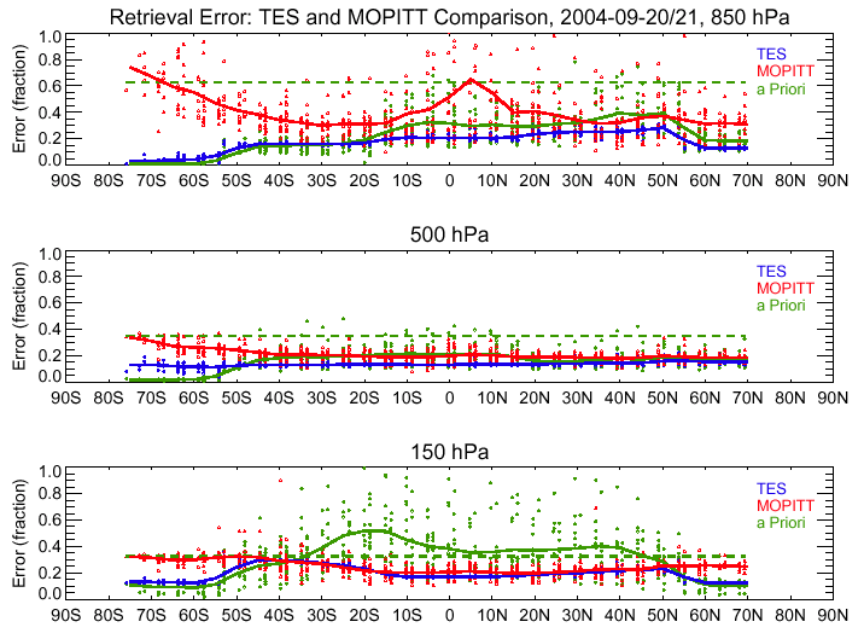 Retrieval Error: TES and MOPITT Comparison, 2004-09-20/21, 850 hPa
Error (fraction)
1.0
0.8
0.6
0.4
0.2
0.0
TES
MOPITT
a Priori
90S 80S 70S 60S 50S 40S 30S 20S 10S 0 10N 20N 30N 40N 50N 60N 70N 80N 90N
500 hPa
Error (fraction)
1.0
0.8
0.6
0.4
0.2
0.0
TES
MOPITT
a Priori
90S 80S 70S 60S 50S 40S 30S 20S 10S 0 10N 20N 30N 40N 50N 60N 70N 80N 90N
150 hPa
Error (fraction)
1.0
0.8
0.6
0.4
0.2
0.0
TES
MOPITT
a Priori
90S 80S 70S 60S 50S 40S 30S 20S 10S 0 10N 20N 30N 40N 50N 60N 70N 80N 90N